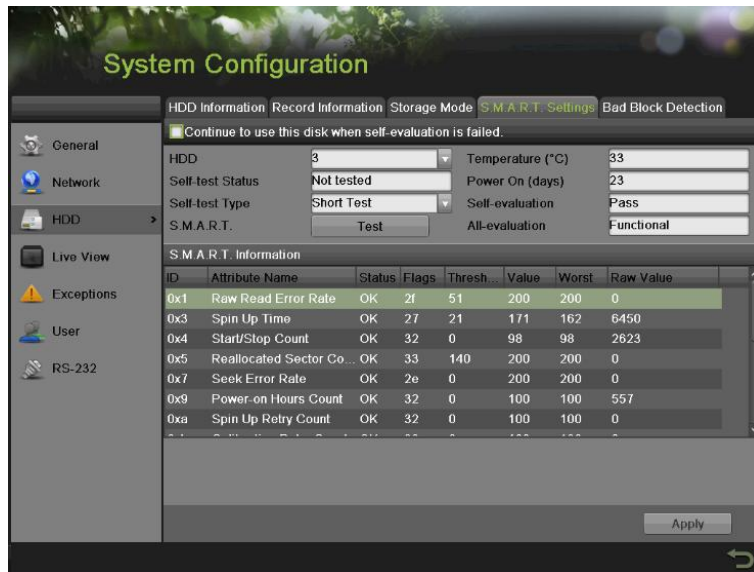 System Configuration
HDD Information Record Information Storage Mode S.M.A.R.T. Settings Bad Block Detection
Continue to use this disk when self-evaluation is failed.
General
Network
HDD
Live View
Exceptions
User
RS-232
HDD 3 Temperature (°C) 33
Self-test Status Not tested Power On (days) 23
Self-test Type Short Test Self-evaluation Pass
S.M.A.R.T. Test All-evaluation Functional
S.M.A.R.T. Information
ID Attribute Name Status Flags Thresh... Value Worst Raw Value
0x1 Raw Read Error Rate OK 2f 51 200 200 0
0x3 Spin Up Time OK 27 21 171 162 6450
0x4 Start/Stop Count OK 32 0 98 98 2623
0x5 Reallocated Sector Co... OK 33 140 200 200 0
0x7 Seek Error Rate OK 2e 0 200 200 0
0x9 Power-on Hours Count OK 32 0 100 100 557
0xa Spin Up Retry Count OK 32 0 100 100 0
Apply